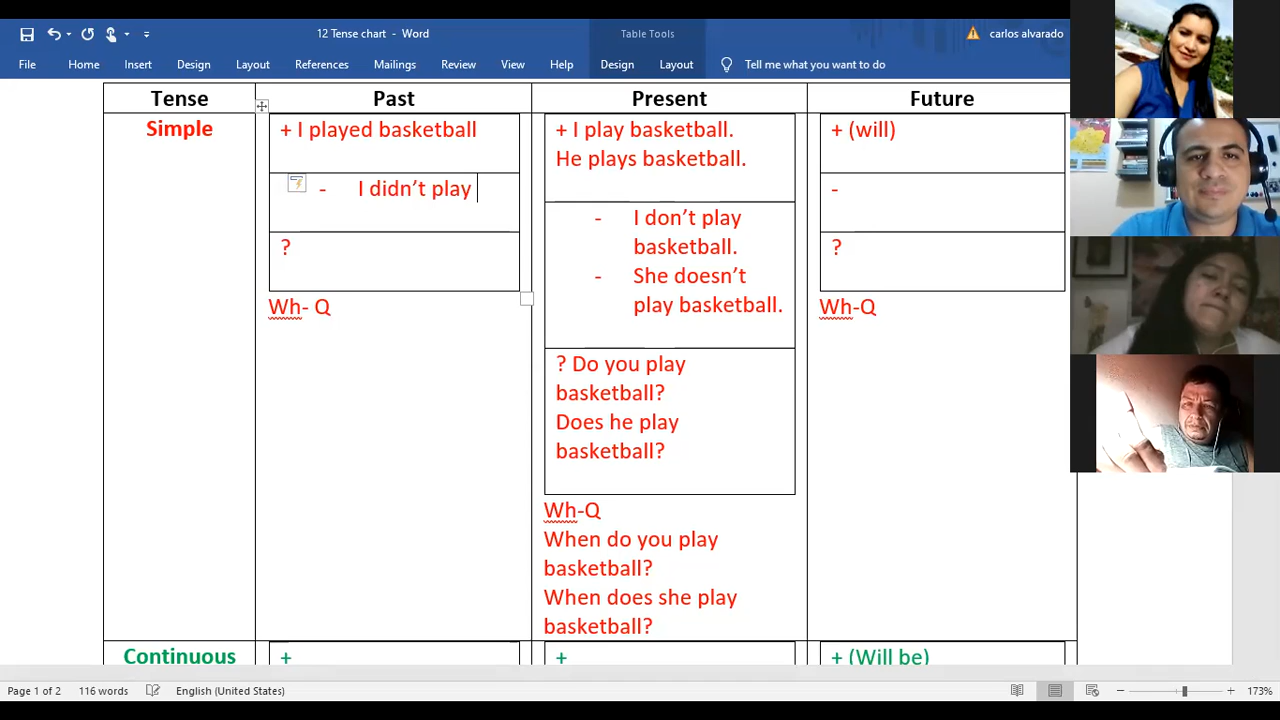 12 Tense chart - Word
Table Tools
carlos alvarado
File Home Insert Design Layout References Mailings Review View Help Design Layout Tell me what you want to do
Tense Past Present Future
Simple
+ I played basketball
- I didn't play
?
Wh- Q
+ I play basketball.
He plays basketball.
- I don't play
basketball.
- She doesn't
play basketball.
? Do you play
basketball?
Does he play
basketball?
Wh-Q
When do you play
basketball?
When does she play
basketball?
+ (will)
-
?
Wh-Q
Continuous + + + (Will be)
Page 1 of 2 116 words English (United States) 173%